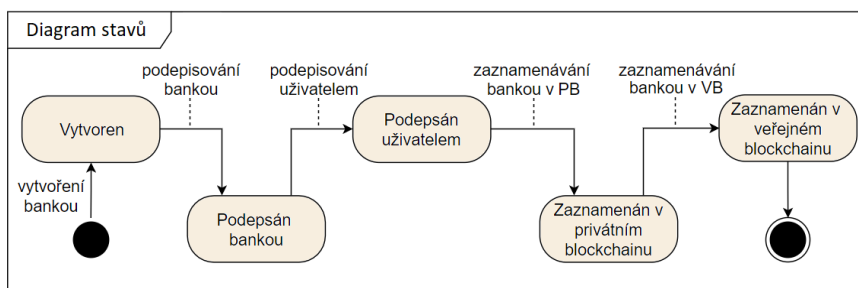 Diagram stavů
podepisování
bankou
podepisování
uživatelem
zaznamenávání
bankou v PB
zaznamenávání
bankou v VB
Vytvoren
Podepsán
uživatelem
Zaznamenán v
veřejném
blockchainu
vytvoření
bankou
Podepsán
bankou
Zaznamenán v
privátním
blockchainu